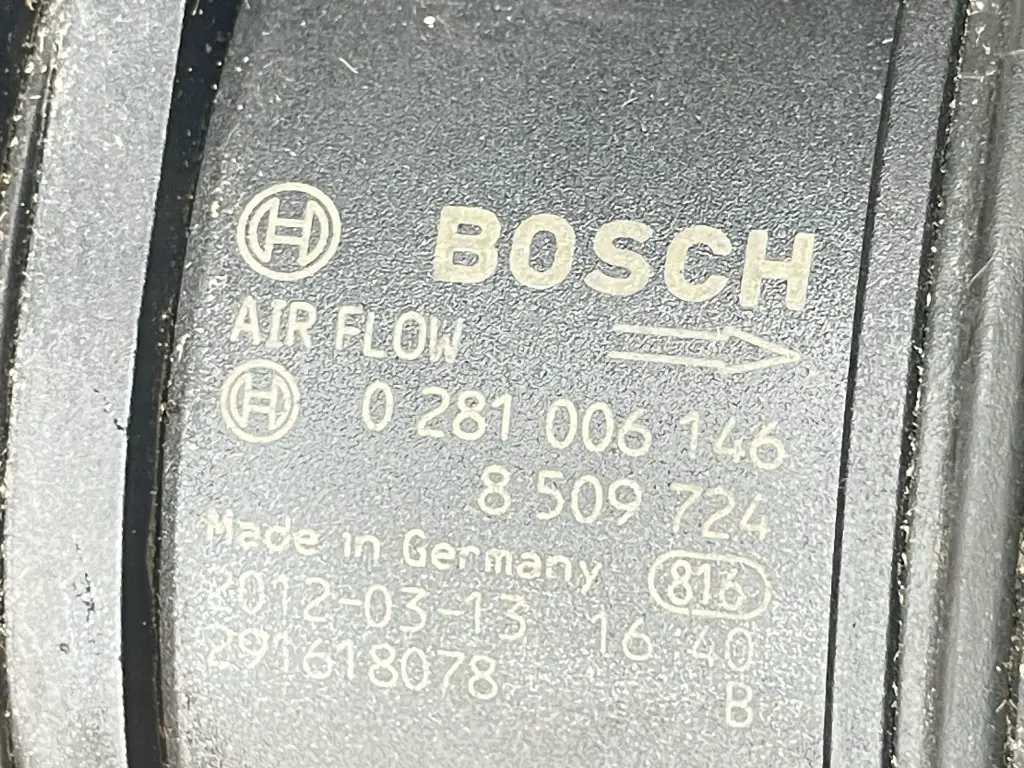 BOSCH
AIR FLOW
0 281 006 146
8 509 724
Made in Germany 816
2012-03-13 16 40
291618078 B